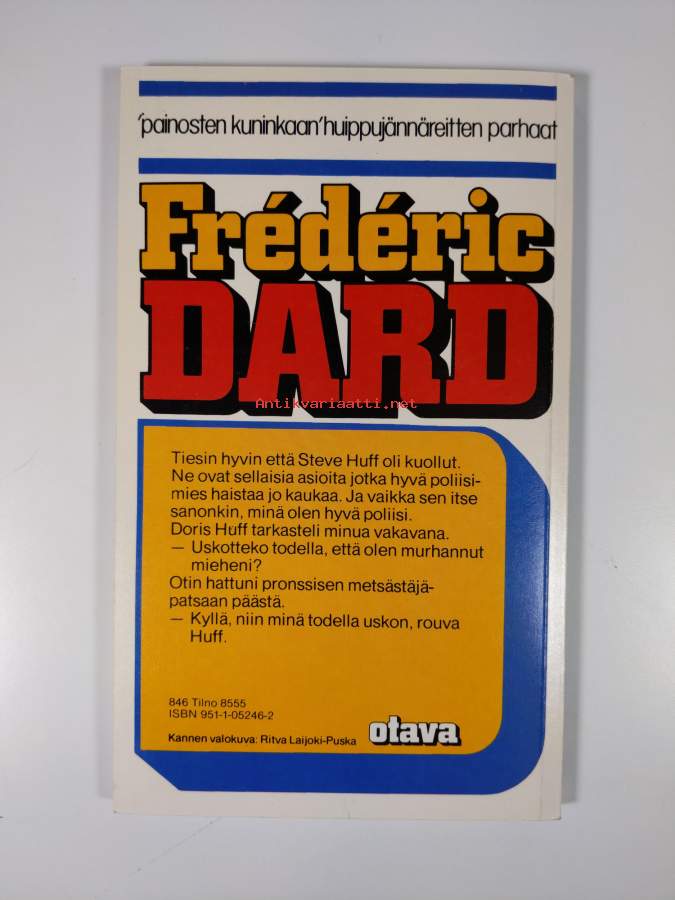 'painosten kuninkaan' huippujännäreitten parhaat
Frédéric
DARD
Antikvariaatti.net
Tiesin hyvin että Steve Huff oli kuollut.
Ne ovat sellaisia asioita jotka hyvä poliisi-
mies haistaa jo kaukaa. Ja vaikka sen itse
sanonkin, minä olen hyvä poliisi.
Doris Huff tarkasteli minua vakavana.
— Uskotteko todella, että olen murhannut
mieheni?
Otin hattuni pronssisen metsästäjä-
patsaan päästä.
— Kyllä, niin minä todella uskon, rouva
Huff.
846 Tilno 8555
ISBN 951-1-05246-2
Kannen valokuva: Ritva Laijoki-Puska
otava